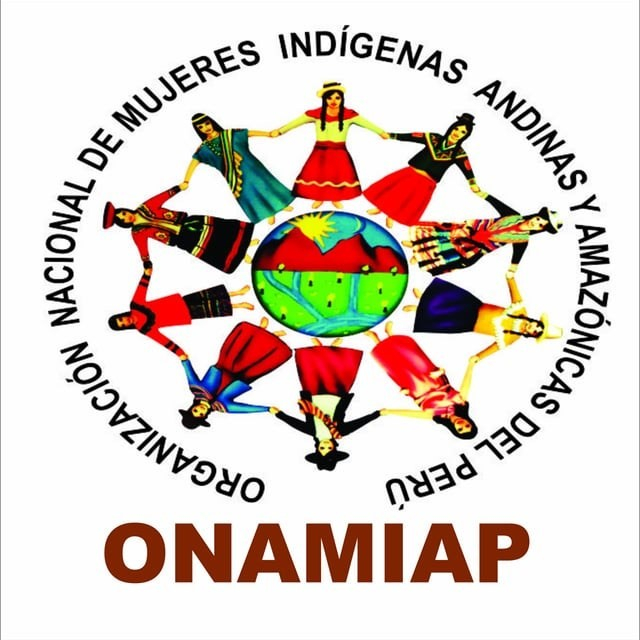 ORGANIZACIÓN NACIONAL DE MUJERES INDÍGENAS ANDINAS Y AMAZÓNICAS DEL PERÚ
ONAMIAP